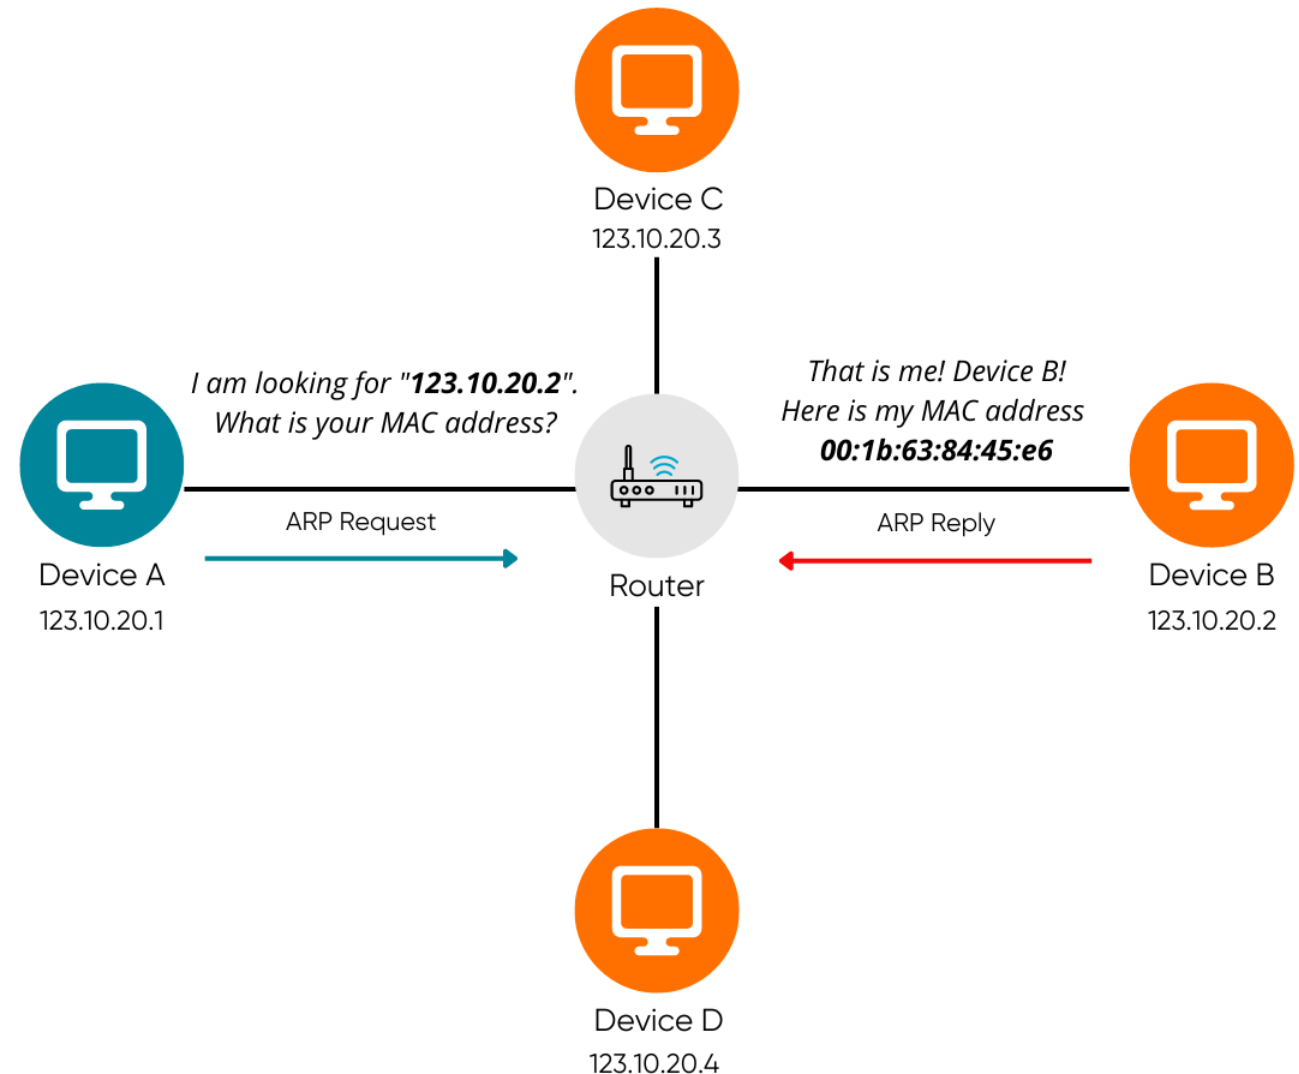 Device C
123.10.20.3
I am looking for "123.10.20.2".
What is your MAC address?
That is me! Device B!
Here is my MAC address
00:1b:63:84:45:e6
ARP Request
ARP Reply
Device A
123.10.20.1
Router
Device B
123.10.20.2
Device D
123.10.20.4